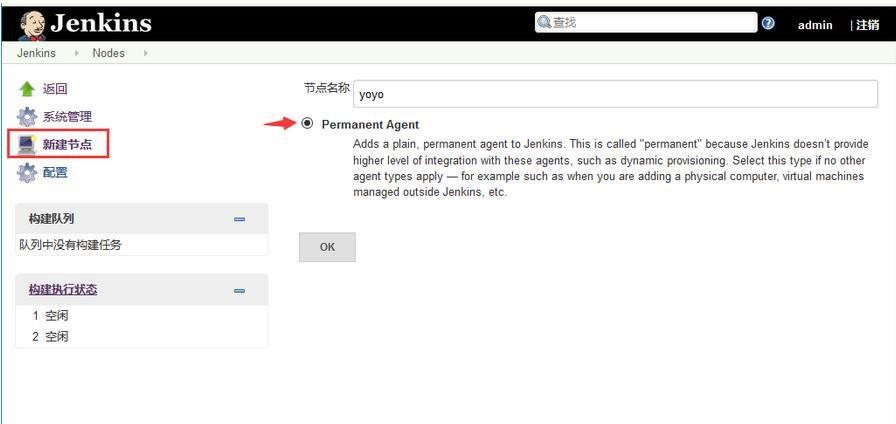 Jenkins
查找
admin
| 注销
Jenkins
Nodes
返回
系统管理
新建节点
配置
构建队列
队列中没有构建任务
构建执行状态
1 空闲
2 空闲
节点名称
yoyo
Permanent Agent
Adds a plain, permanent agent to Jenkins. This is called "permanent" because Jenkins doesn't provide
higher level of integration with these agents, such as dynamic provisioning. Select this type if no other
agent types apply — for example such as when you are adding a physical computer, virtual machines
managed outside Jenkins, etc.
OK